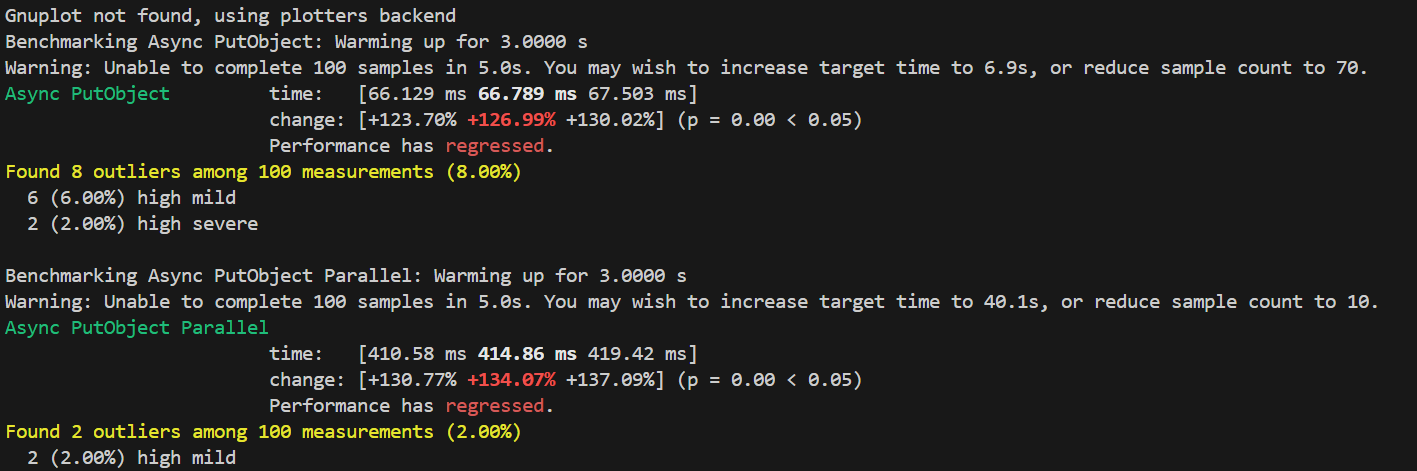 Gnuplot not found, using plotters backend
Benchmarking Async PutObject: Warming up for 3.0000 s
Warning: Unable to complete 100 samples in 5.0s. You may wish to increase target time to 6.9s, or reduce sample count to 70.
Async PutObject         time:   [66.129 ms 66.789 ms 67.503 ms]
                        change: [+123.70% +126.99% +130.02%] (p = 0.00 < 0.05)
                        Performance has regressed.
Found 8 outliers among 100 measurements (8.00%)
  6 (6.00%) high mild
  2 (2.00%) high severe

Benchmarking Async PutObject Parallel: Warming up for 3.0000 s
Warning: Unable to complete 100 samples in 5.0s. You may wish to increase target time to 40.1s, or reduce sample count to 10.
Async PutObject Parallel
                        time:   [410.58 ms 414.86 ms 419.42 ms]
                        change: [+130.77% +134.07% +137.09%] (p = 0.00 < 0.05)
                        Performance has regressed.
Found 2 outliers among 100 measurements (2.00%)
  2 (2.00%) high mild